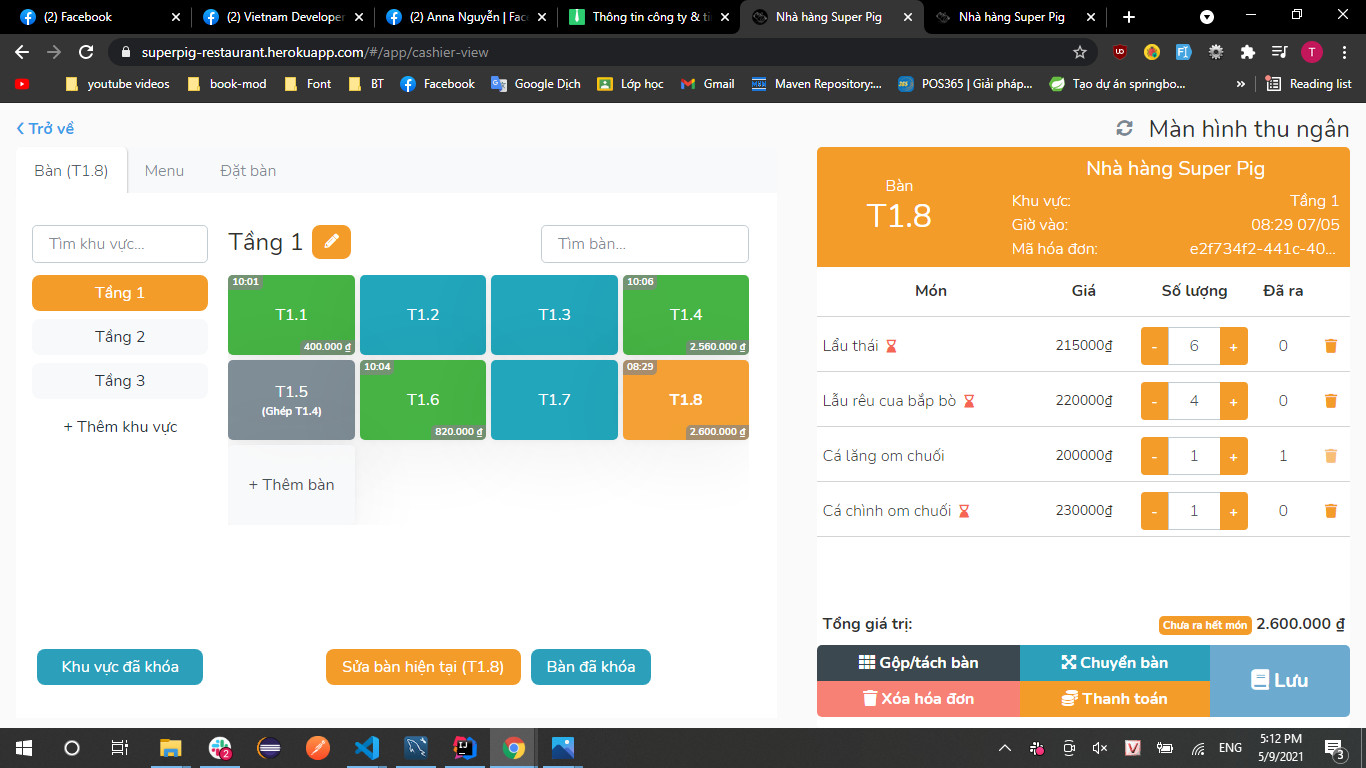 (2) Facebook
(2) Vietnam Developer
(2) Anna Nguyễn | Fac
Thông tin công ty & ti
Nhà hàng Super Pig
Nhà hàng Super Pig
superpig-restaurant.herokuapp.com/#/app/cashier-view
T
youtube videos
book-mod
Font
BT
Facebook
Google Dịch
Lớp học
Gmail
Maven Repository:...
POS365 | Giải pháp...
Tạo dự án springbo...
»
Reading list
Trở về
Màn hình thu ngân
Bàn (T1.8)
Menu
Đặt bàn
Tìm khu vực...
Tầng 1
Tìm bàn...
Tầng 1
Tầng 2
Tầng 3
+ Thêm khu vực
10:01
T1.1
400.000 ₫
T1.2
T1.3
10:06
T1.4
2.560.000 ₫
T1.5
(Ghép T1.4)
10:04
T1.6
820.000 ₫
T1.7
08:29
T1.8
2.600.000 ₫
+ Thêm bàn
Khu vực đã khóa
Sửa bàn hiện tại (T1.8)
Bàn đã khóa
Bàn
T1.8
Nhà hàng Super Pig
Khu vực: Tầng 1
Giờ vào: 08:29 07/05
Mã hóa đơn: e2f734f2-441c-40...
Món Giá Số lượng Đã ra
Lẩu thái 215000₫ - 6 + 0
Lẫu rêu cua bắp bò 220000₫ - 4 + 0
Cá lăng om chuối 200000₫ - 1 + 1
Cá chình om chuối 230000₫ - 1 + 0
Tổng giá trị: Chưa ra hết món 2.600.000 ₫
Gộp/tách bàn
Chuyển bàn
Lưu
Xóa hóa đơn
Thanh toán
2
IJ
V
ENG
5:12 PM
5/9/2021
3